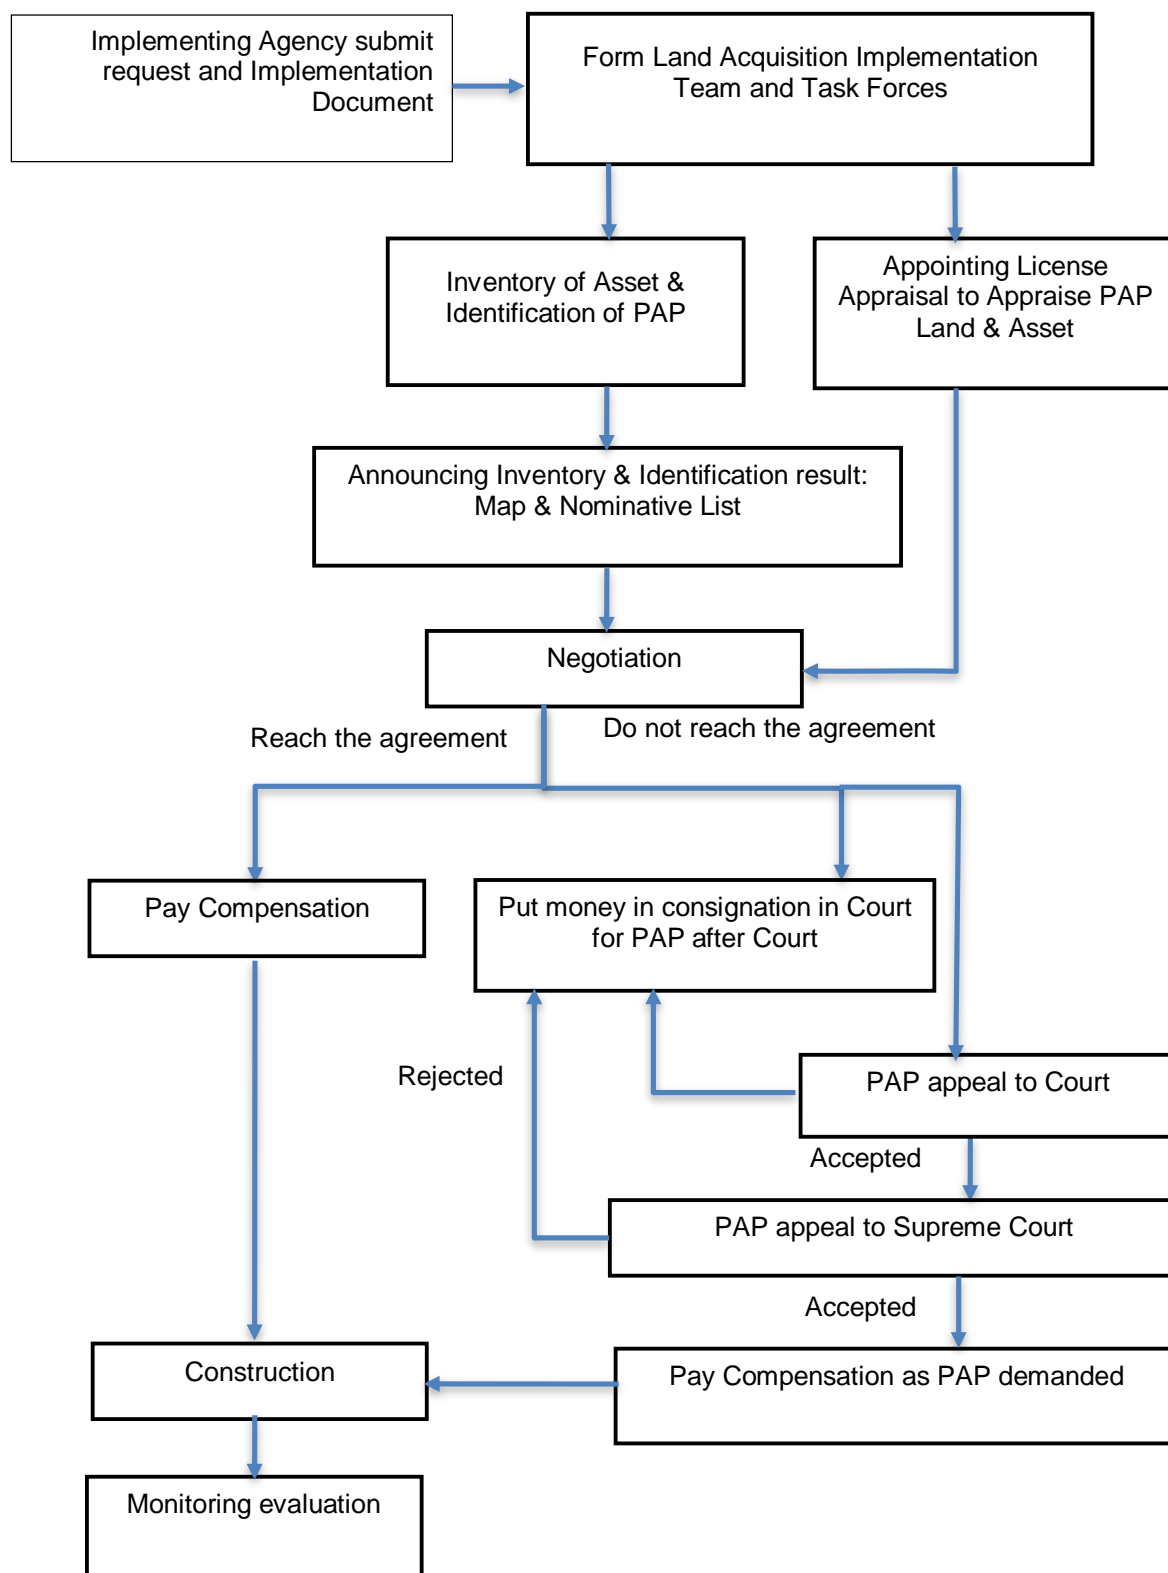 Implementing Agency submit
request and Implementation
Document
Form Land Acquisition Implementation
Team and Task Forces
Inventory of Asset &
Identification of PAP
Appointing License
Appraisal to Appraise PAP
Land & Asset
Announcing Inventory & Identification result:
Map & Nominative List
Negotiation
Reach the agreement
Do not reach the agreement
Pay Compensation
Put money in consignation in Court
for PAP after Court
Rejected
PAP appeal to Court
Accepted
PAP appeal to Supreme Court
Accepted
Construction
Pay Compensation as PAP demanded
Monitoring evaluation